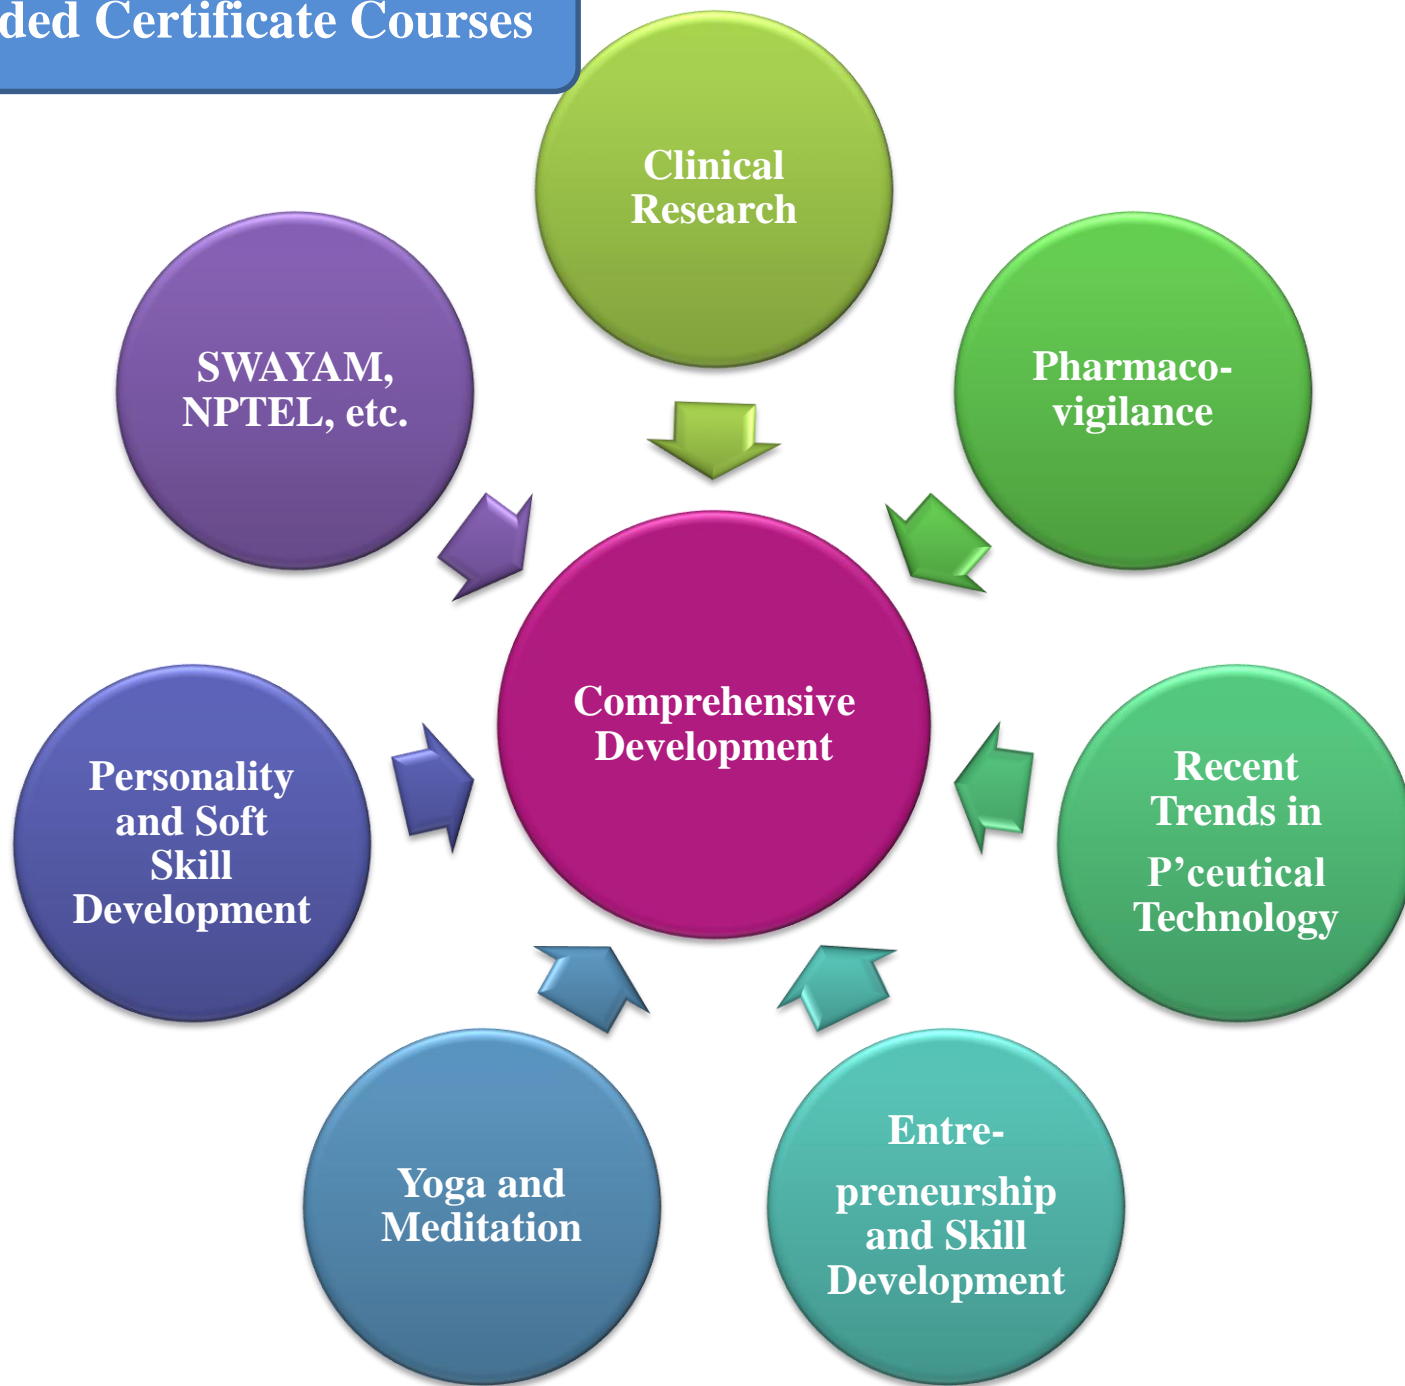 ded Certificate Courses
Clinical
Research
Pharmaco-
vigilance
Recent
Trends in
P’ceutical
Technology
Entre-
preneurship
and Skill
Development
Yoga and
Meditation
Personality
and Soft
Skill
Development
SWAYAM,
NPTEL, etc.
Comprehensive
Development